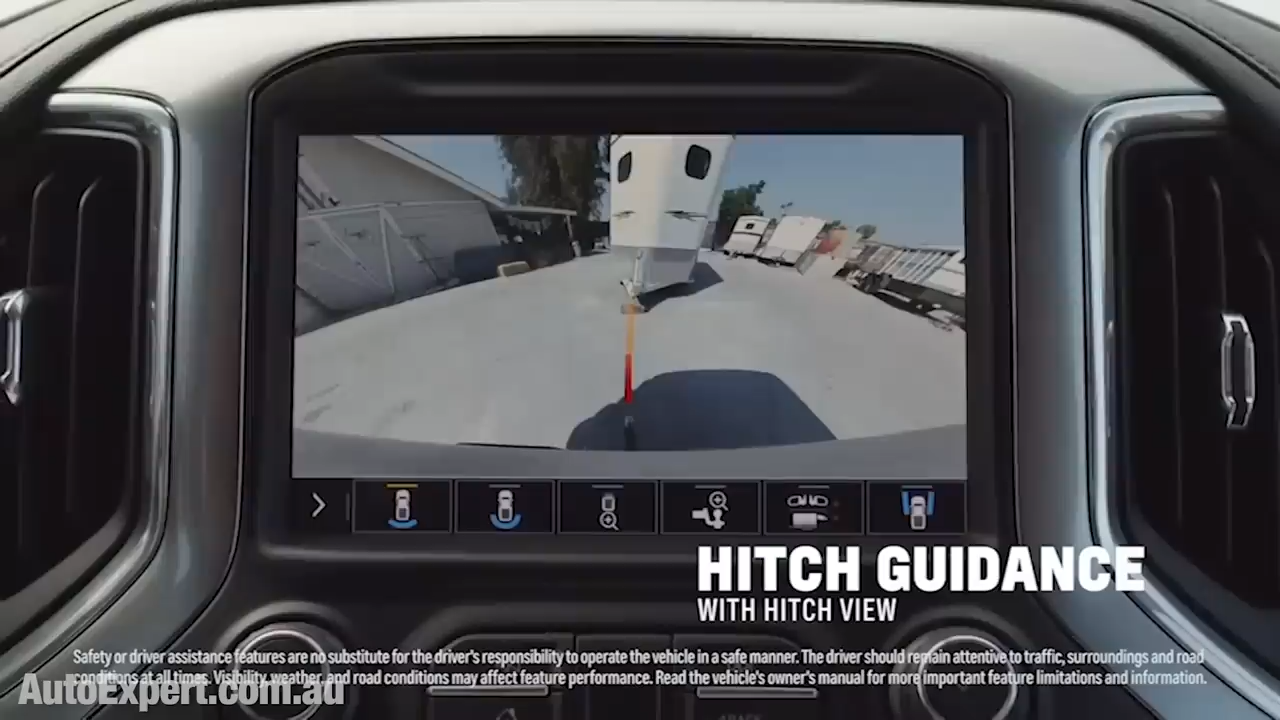 HITCH GUIDANCE
WITH HITCH VIEW
Safety or driver assistance features are no substitute for the driver's responsibility to operate the vehicle in a safe manner. The driver should remain attentive to traffic, surroundings and road
conditions at all times. Visibility, weather, and road conditions may affect feature performance. Read the vehicle's owner's manual for more important feature limitations and information.
AutoExpert.com.au